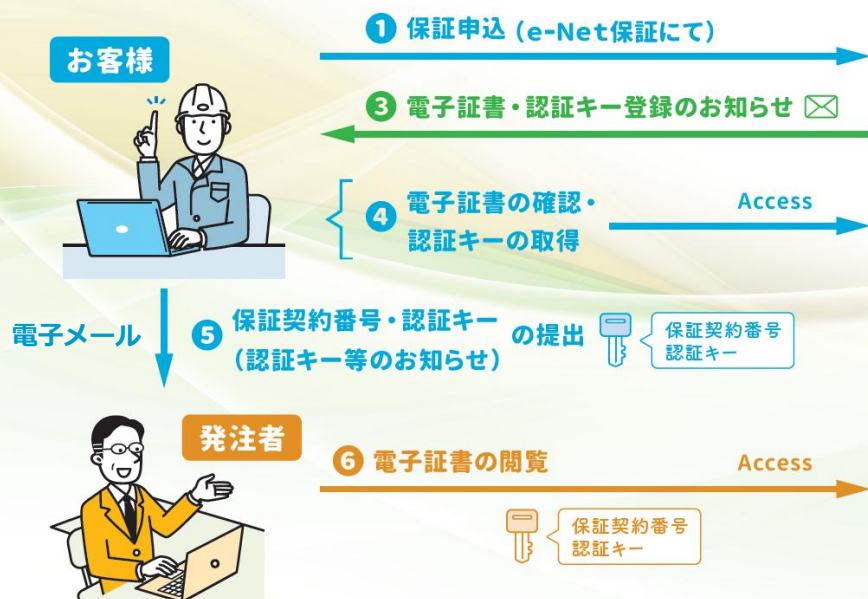 お客様
❶ 保証申込 (e-Net保証にて)
❸ 電子証書・認証キー登録のお知らせ
❹ 電子証書の確認・
認証キーの取得
Access
電子メール
❺ 保証契約番号・認証キー
(認証キー等のお知らせ)
の提出
保証契約番号
認証キー
発注者
❻ 電子証書の閲覧
Access
保証契約番号
認証キー